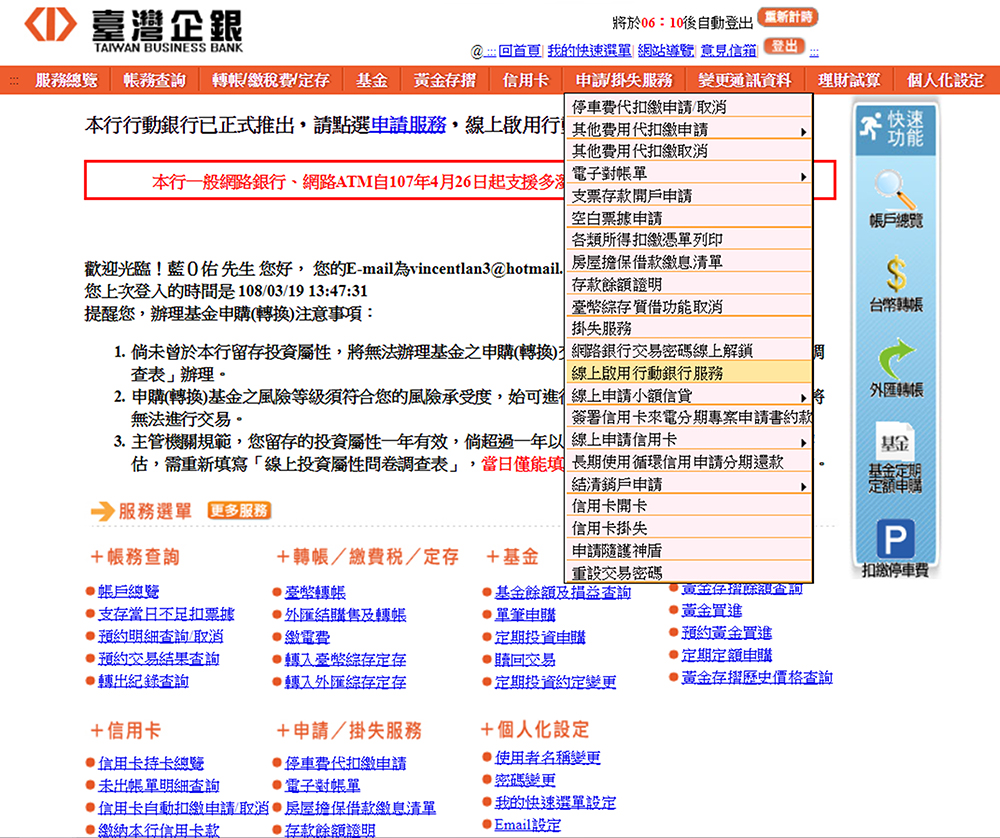 臺灣企銀
TAIWAN BUSINESS BANK
將於06：10後自動登出 重新計時
@ ::: 回首頁 | 我的快速選單 | 網站導覽 | 意見信箱 | 登出 :::
::: 服務總覽 帳務查詢 轉帳/繳稅費/定存 基金 黃金存摺 信用卡 申請/掛失服務 變更通訊資料 理財試算 個人化設定
本行行動銀行已正式推出，請點選申請服務，線上啟用行動
本行一般網路銀行、網路ATM自107年4月26日起支援多
歡迎光臨！藍０佑 先生 您好， 您的E-mail為vincentlan3@hotmail.
您上次登入的時間是 108/03/19 13:47:31
提醒您，辦理基金申購(轉換)注意事項：
1. 倘未曾於本行留存投資屬性，將無法辦理基金之申購(轉換)交 調
查表」辦理。
2. 申購(轉換)基金之風險等級須符合您的風險承受度，始可進行 將
無法進行交易。
3. 主管機關規範，您留存的投資屬性一年有效，倘超過一年以
估，需重新填寫「線上投資屬性問卷調查表」，當日僅能填 。
停車費代扣繳申請/取消
其他費用代扣繳申請
其他費用代扣繳取消
電子對帳單
支票存款開戶申請
空白票據申請
各類所得扣繳憑單列印
房屋擔保借款繳息清單
存款餘額證明
臺幣綜存質借功能取消
掛失服務
網路銀行交易密碼線上解鎖
線上啟用行動銀行服務
線上申請小額信貸
簽署信用卡來電分期專案申請書約款
線上申請信用卡
長期使用循環信用申請分期還款
結清銷戶申請
信用卡開卡
信用卡掛失
申請隨護神盾
重設交易密碼
快速
功能
帳戶總覽
台幣轉帳
外匯轉帳
基金
基金定期
定額申購
P
扣繳停車費
服務選單 更多服務
＋帳務查詢
帳戶總覽
支存當日不足扣票據
預約明細查詢/取消
預約交易結果查詢
轉出紀錄查詢
＋轉帳／繳費稅／定存
臺幣轉帳
外匯結購售及轉帳
繳電費
轉入臺幣綜存定存
轉入外匯綜存定存
＋基金
基金餘額及損益查詢
單筆申購
定期投資申購
贖回交易
定期投資約定變更
黃金存摺餘額查詢
黃金買進
預約黃金買進
定期定額申購
黃金存摺歷史價格查詢
＋信用卡
信用卡持卡總覽
未出帳單明細查詢
信用卡自動扣繳申請/取消
繳納本行信用卡款
＋申請／掛失服務
停車費代扣繳申請
電子對帳單
房屋擔保借款繳息清單
存款餘額證明
＋個人化設定
使用者名稱變更
密碼變更
我的快速選單設定
Email設定